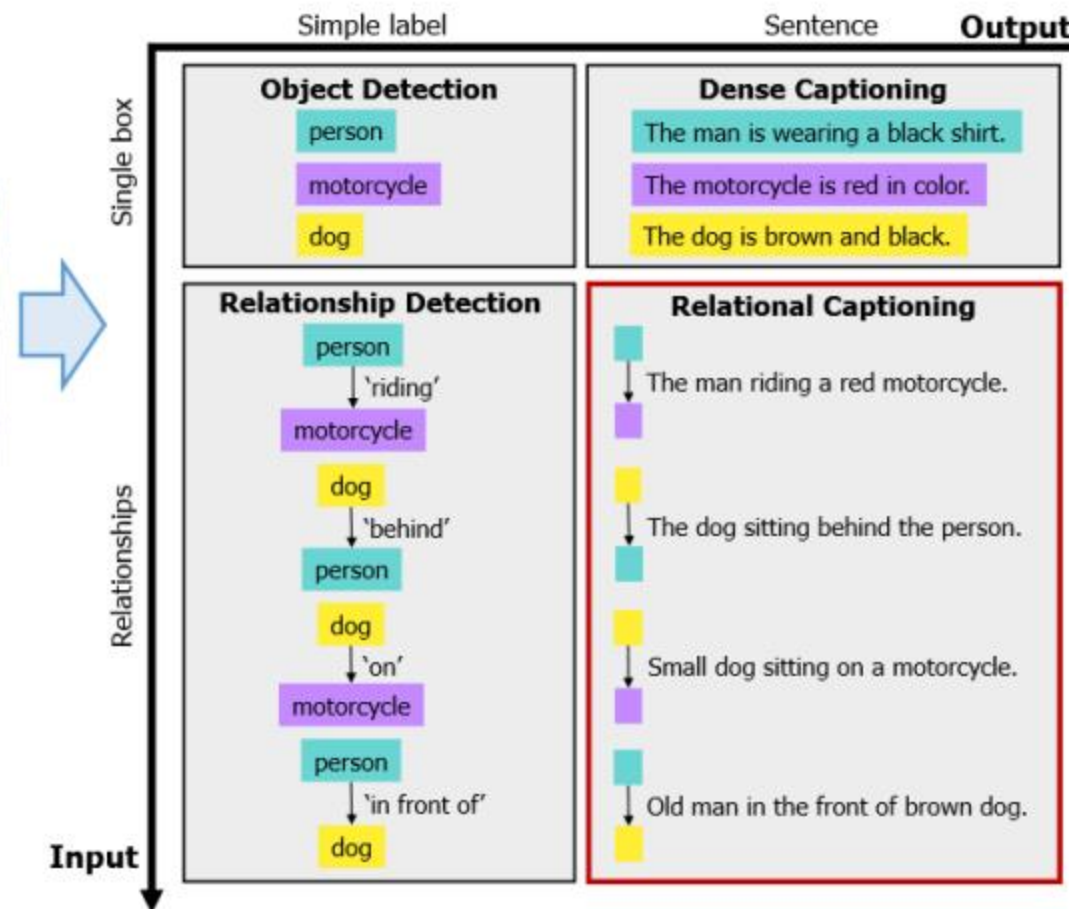 Simple label
Sentence
Output
Single box
Object Detection
person
motorcycle
dog
Dense Captioning
The man is wearing a black shirt.
The motorcycle is red in color.
The dog is brown and black.
Relationships
Relationship Detection
person
‘riding’
motorcycle
dog
‘behind’
person
dog
‘on’
motorcycle
person
‘in front of’
dog
Relational Captioning
The man riding a red motorcycle.
The dog sitting behind the person.
Small dog sitting on a motorcycle.
Old man in the front of brown dog.
Input